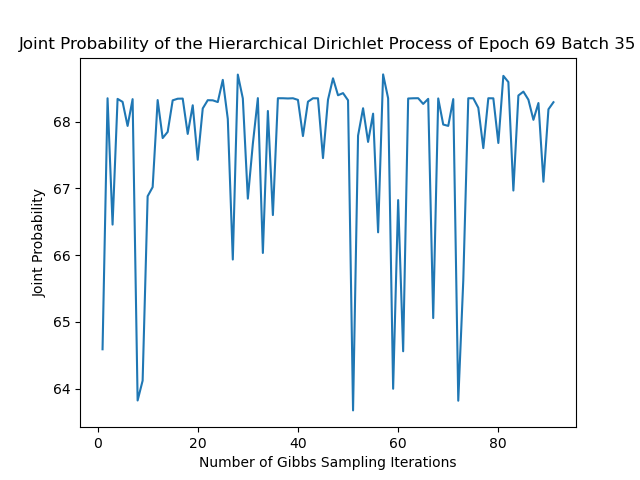 Joint Probability of the Hierarchical Dirichlet Process of Epoch 69 Batch 35
Joint Probability
68
67
66
65
64
0 20 40 60 80
Number of Gibbs Sampling Iterations